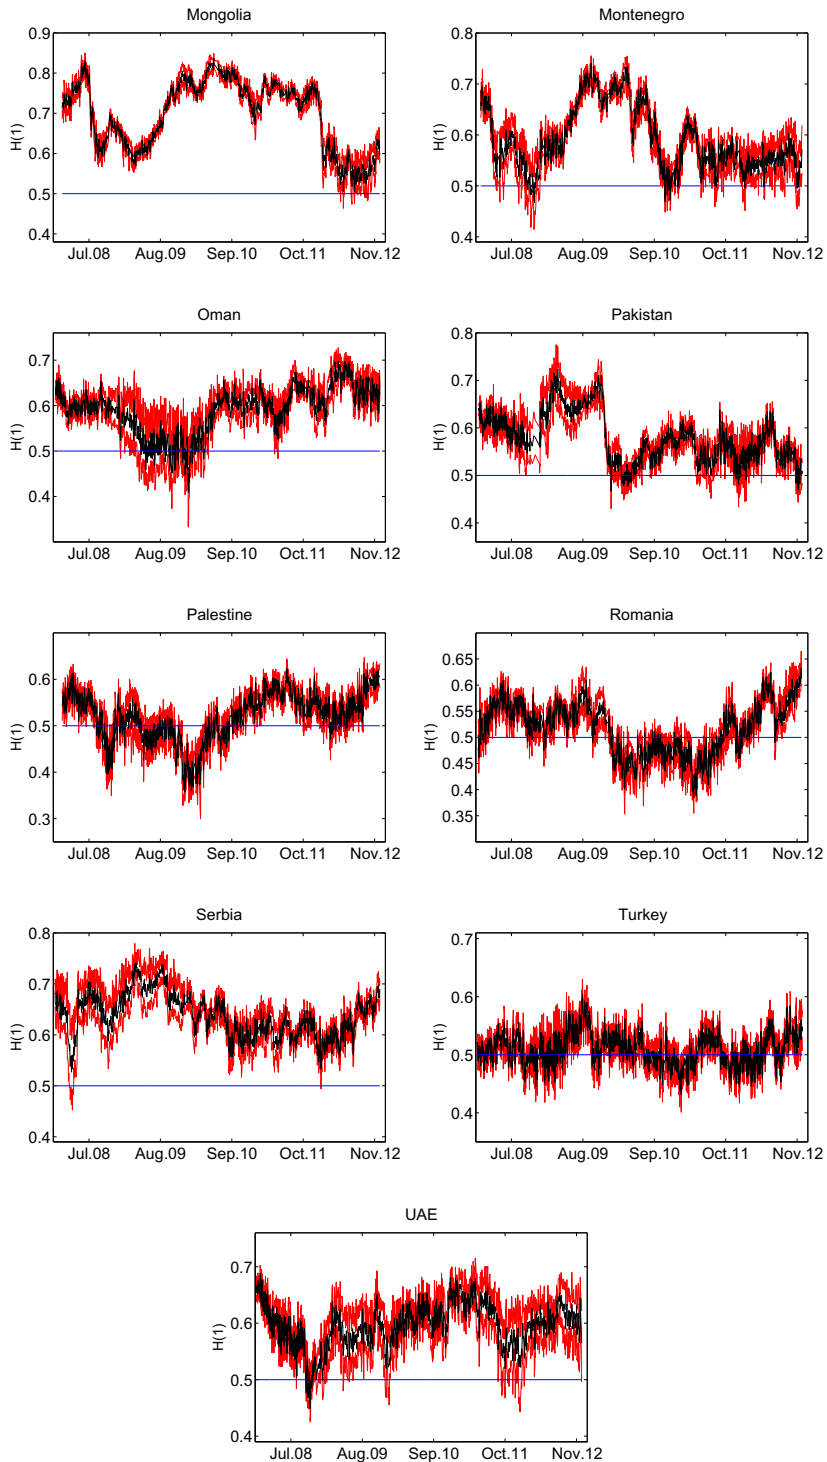 Mongolia
0.9
0.8
0.7
0.6
0.5
0.4
H(1)
Jul.08 Aug.09 Sep.10 Oct.11 Nov.12
Montenegro
0.8
0.7
0.6
0.5
0.4
H(1)
Jul.08 Aug.09 Sep.10 Oct.11 Nov.12
Oman
0.7
0.6
0.5
0.4
H(1)
Jul.08 Aug.09 Sep.10 Oct.11 Nov.12
Pakistan
0.8
0.7
0.6
0.5
0.4
H(1)
Jul.08 Aug.09 Sep.10 Oct.11 Nov.12
Palestine
0.6
0.5
0.4
0.3
H(1)
Jul.08 Aug.09 Sep.10 Oct.11 Nov.12
Romania
0.65
0.6
0.55
0.5
0.45
0.4
0.35
H(1)
Jul.08 Aug.09 Sep.10 Oct.11 Nov.12
Serbia
0.8
0.7
0.6
0.5
0.4
H(1)
Jul.08 Aug.09 Sep.10 Oct.11 Nov.12
Turkey
0.7
0.6
0.5
0.4
H(1)
Jul.08 Aug.09 Sep.10 Oct.11 Nov.12
UAE
0.7
0.6
0.5
0.4
H(1)
Jul.08 Aug.09 Sep.10 Oct.11 Nov.12